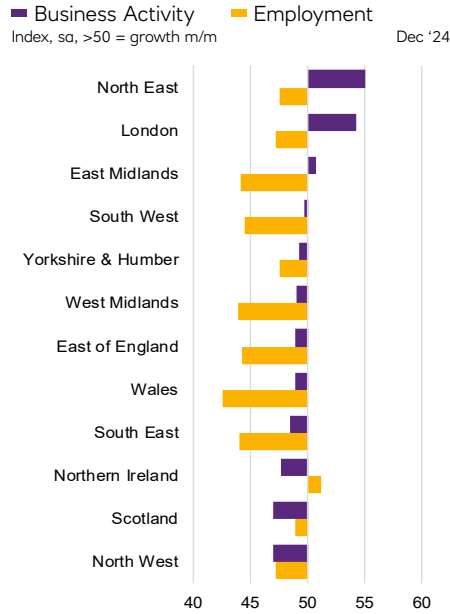 Business Activity Employment
Index, sa, >50 = growth m/m Dec ‘24
North East
London
East Midlands
South West
Yorkshire & Humber
West Midlands
East of England
Wales
South East
Northern Ireland
Scotland
North West
40 45 50 55 60